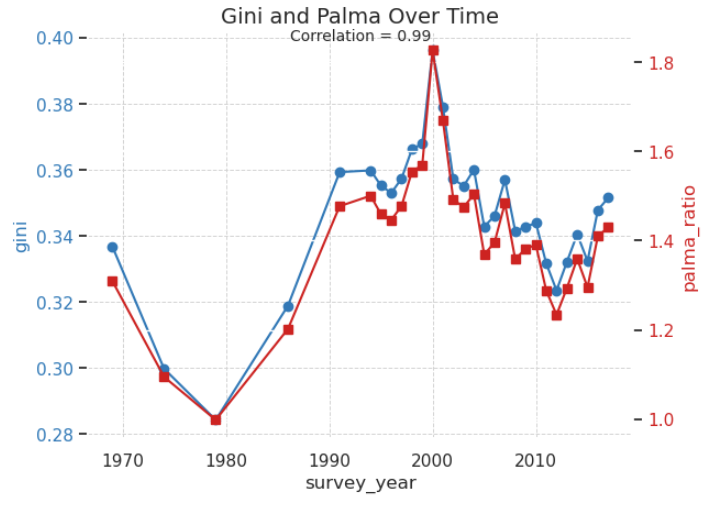 Gini and Palma Over Time
Correlation = 0.99
0.40
0.38
0.36
0.34
0.32
0.30
0.28
gini
1.8
1.6
1.4
1.2
1.0
palma_ratio
1970 1980 1990 2000 2010
survey_year